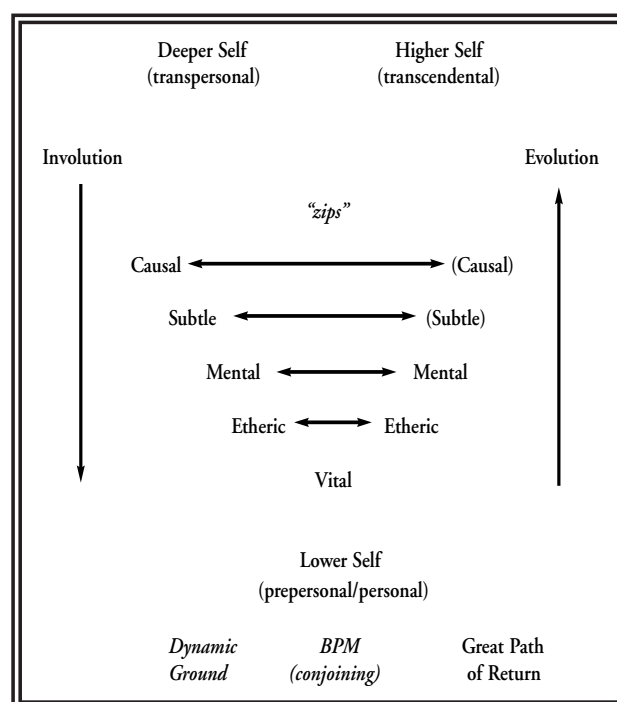 Deeper Self Higher Self
(transpersonal) (transcendental)
Involution Evolution
“zips”
Causal (Causal)
Subtle (Subtle)
Mental Mental
Etheric Etheric
Vital
Lower Self
(prepersonal/personal)
Dynamic BPM Great Path
Ground (conjoining) of Return